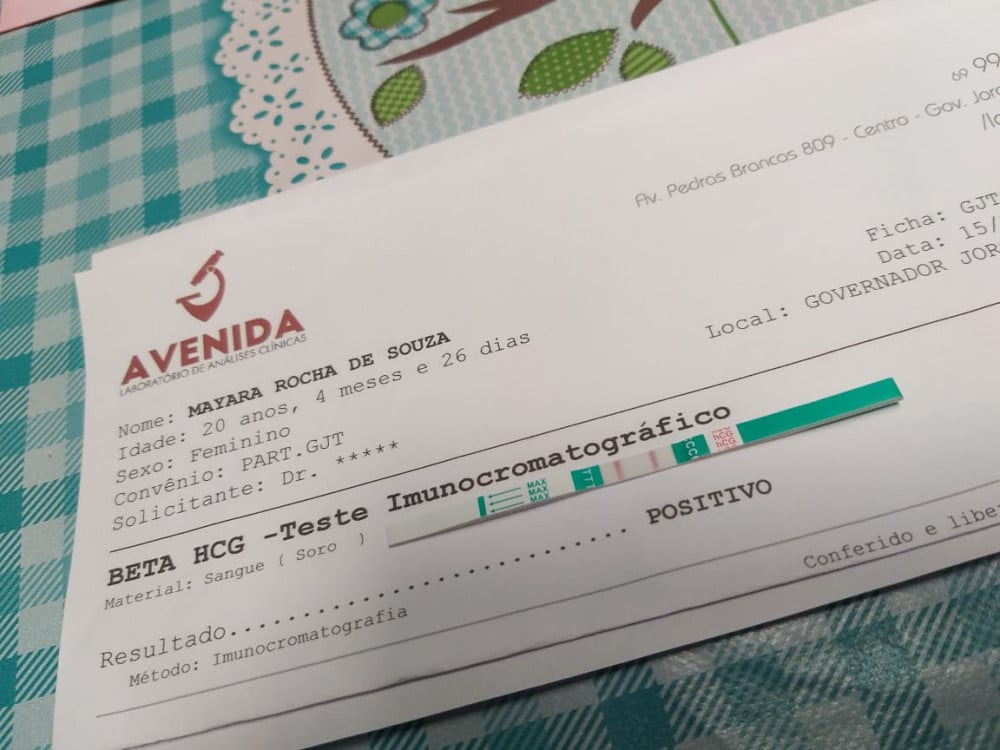 69 99
Av. Pedras Brancas 809 - Centro - Gov. Jor
AVENIDA
LABORATÓRIO DE ANÁLISES CLÍNICAS
Ficha: GJT
Data: 15/
Local: GOVERNADOR JOR
Nome: MAYARA ROCHA DE SOUZA
Idade: 20 anos, 4 meses e 26 dias
Sexo: Feminino
Convênio: PART.GJT
Solicitante: Dr. *****
BETA HCG -Teste Imunocromatográfico
MAX
MAX
MAX
hCG
hCG
Material: Sangue ( Soro )
Resultado.............................. POSITIVO
Método: Imunocromatografia
Conferido e libe